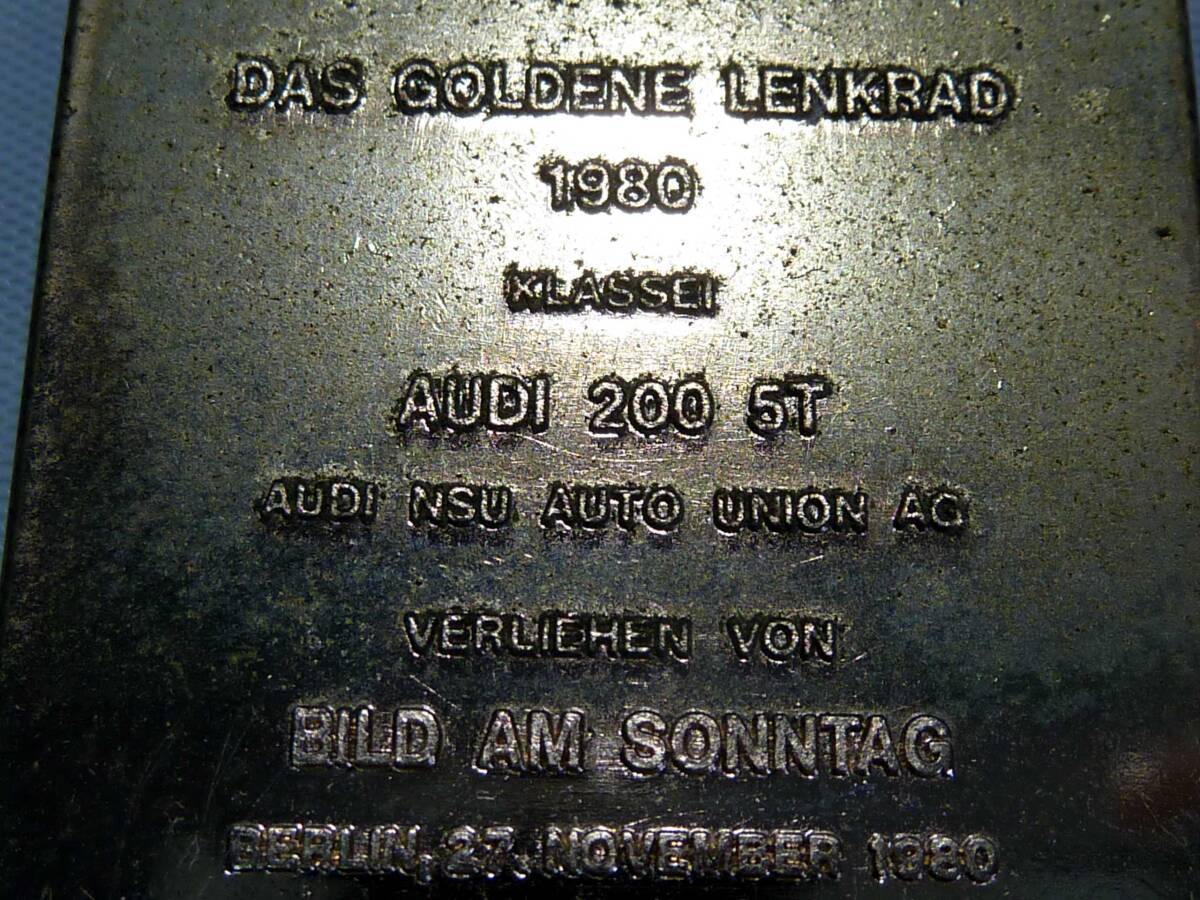 DAS GOLDENE LENKRAD
1980
KLASSE I
AUDI 200 5T
AUDI NSU AUTO UNION AG
VERLIEHEN VON
BILD AM SONNTAG
BERLIN, 27. NOVEMBER 1980